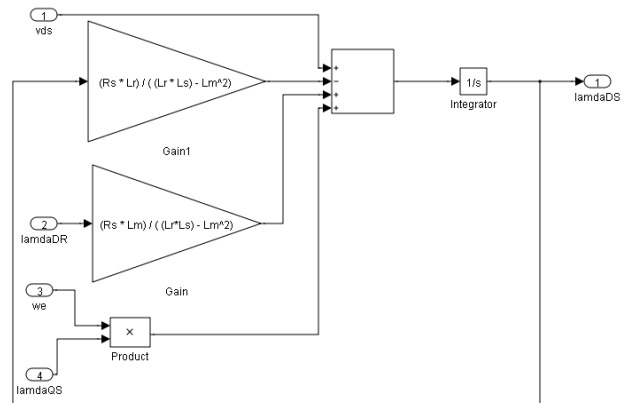 1
vds
(Rs * Lr) / ( (Lr * Ls) - Lm^2)
Gain1
+
−
+
+
1/s
Integrator
1
lamdaDS
2
lamdaDR
(Rs * Lm) / ( (Lr*Ls) - Lm^2)
Gain
3
we
×
Product
4
lamdaQS